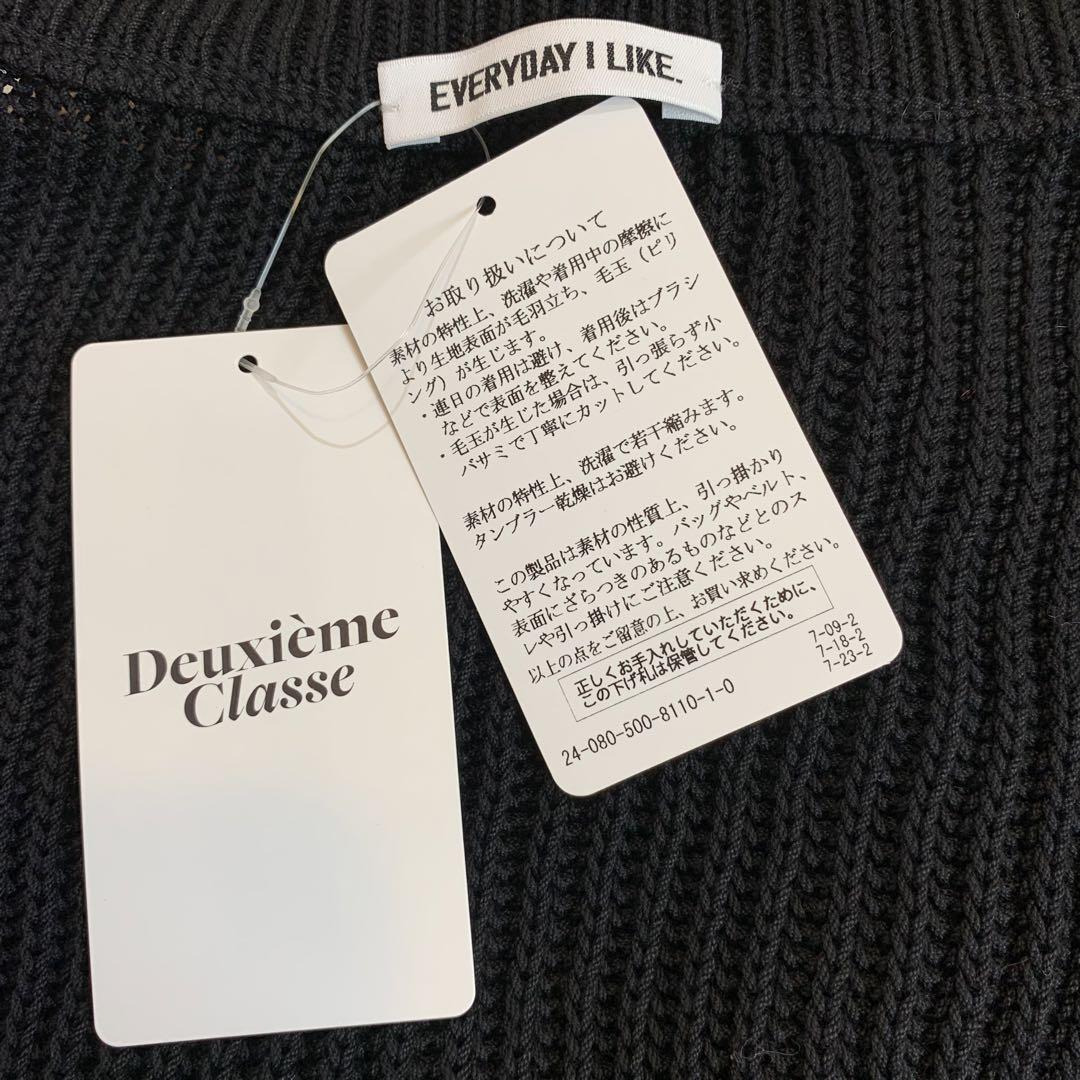 EVERYDAY I LIKE.
お取り扱いについて
素材の特性上、洗濯や着用中の摩擦に
より生地表面が毛羽立ち、毛玉（ピリ
ング）が生じます。
・連日の着用は避け、着用後はブラシ
などで表面を整えてください。
・毛玉が生じた場合は、引っ張らず小
バサミで丁寧にカットしてください。
素材の特性上、洗濯で若干縮みます。
タンブラー乾燥はお避けください。
この製品は素材の性質上、引っ掛かり
やすくなっています。バッグやベルト、
表面にざらつきのあるものなどとのス
レや引っ掛けにご注意ください。
以上の点をご留意の上、お買い求めください。
正しくお手入れしていただくために、
この下げ札は保管してください。
7-09-2
7-18-2
7-23-2
24-080-500-8110-1-0
Deuxième
Classe